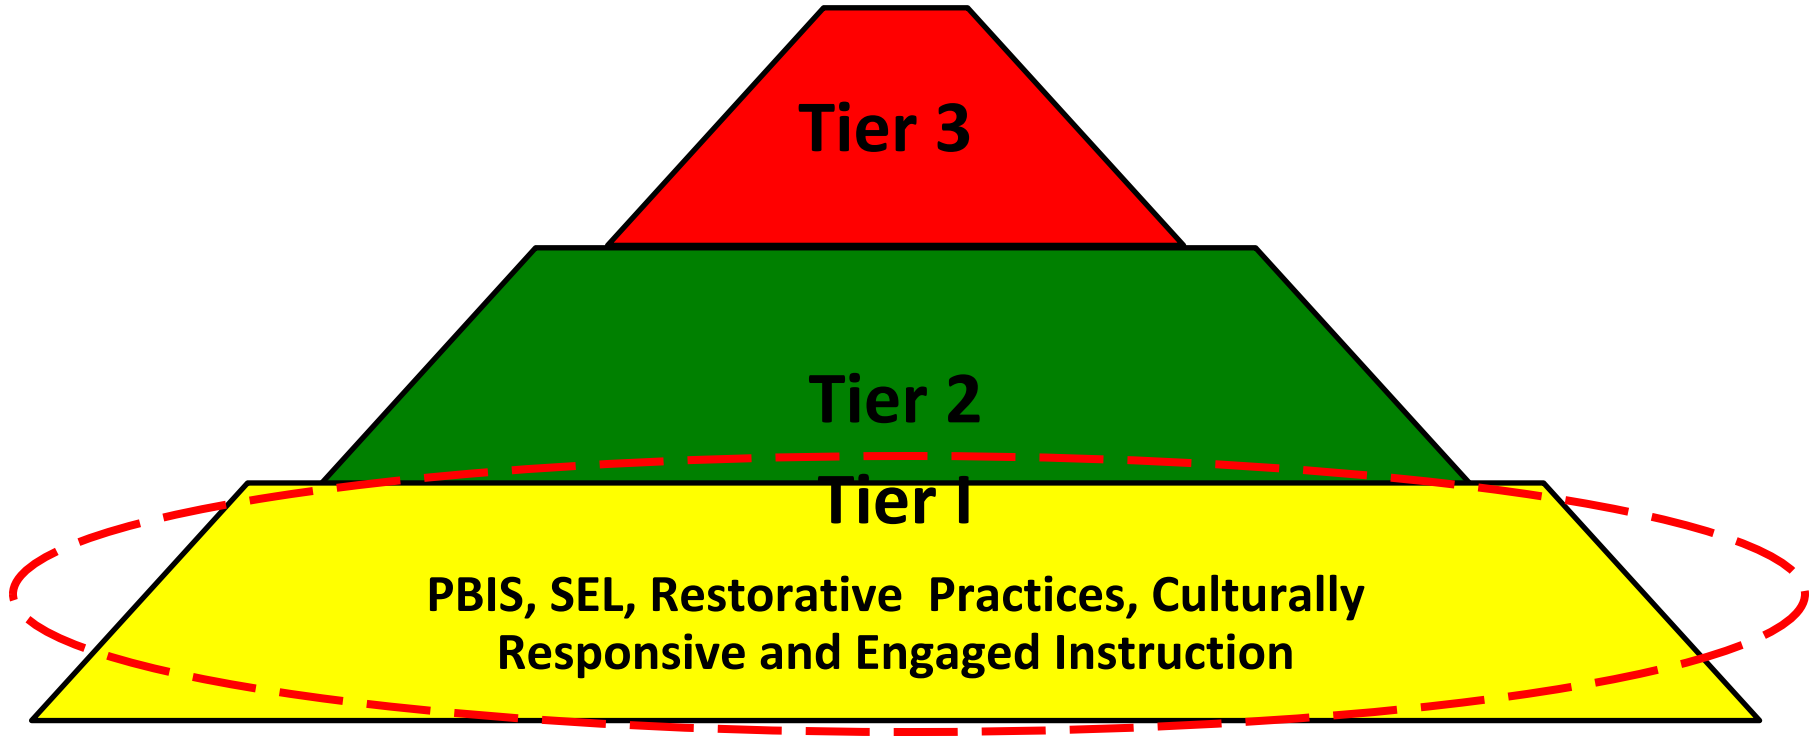 Tier 3
Tier 2
Tier I
PBIS, SEL, Restorative  Practices, Culturally
Responsive and Engaged Instruction